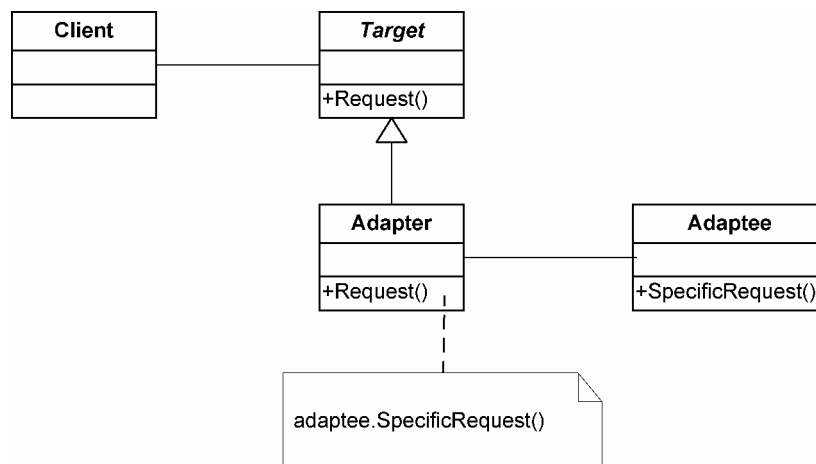 Client
Target
+Request()
Adapter
Adaptee
+Request()
+SpecificRequest()
adaptee.SpecificRequest()